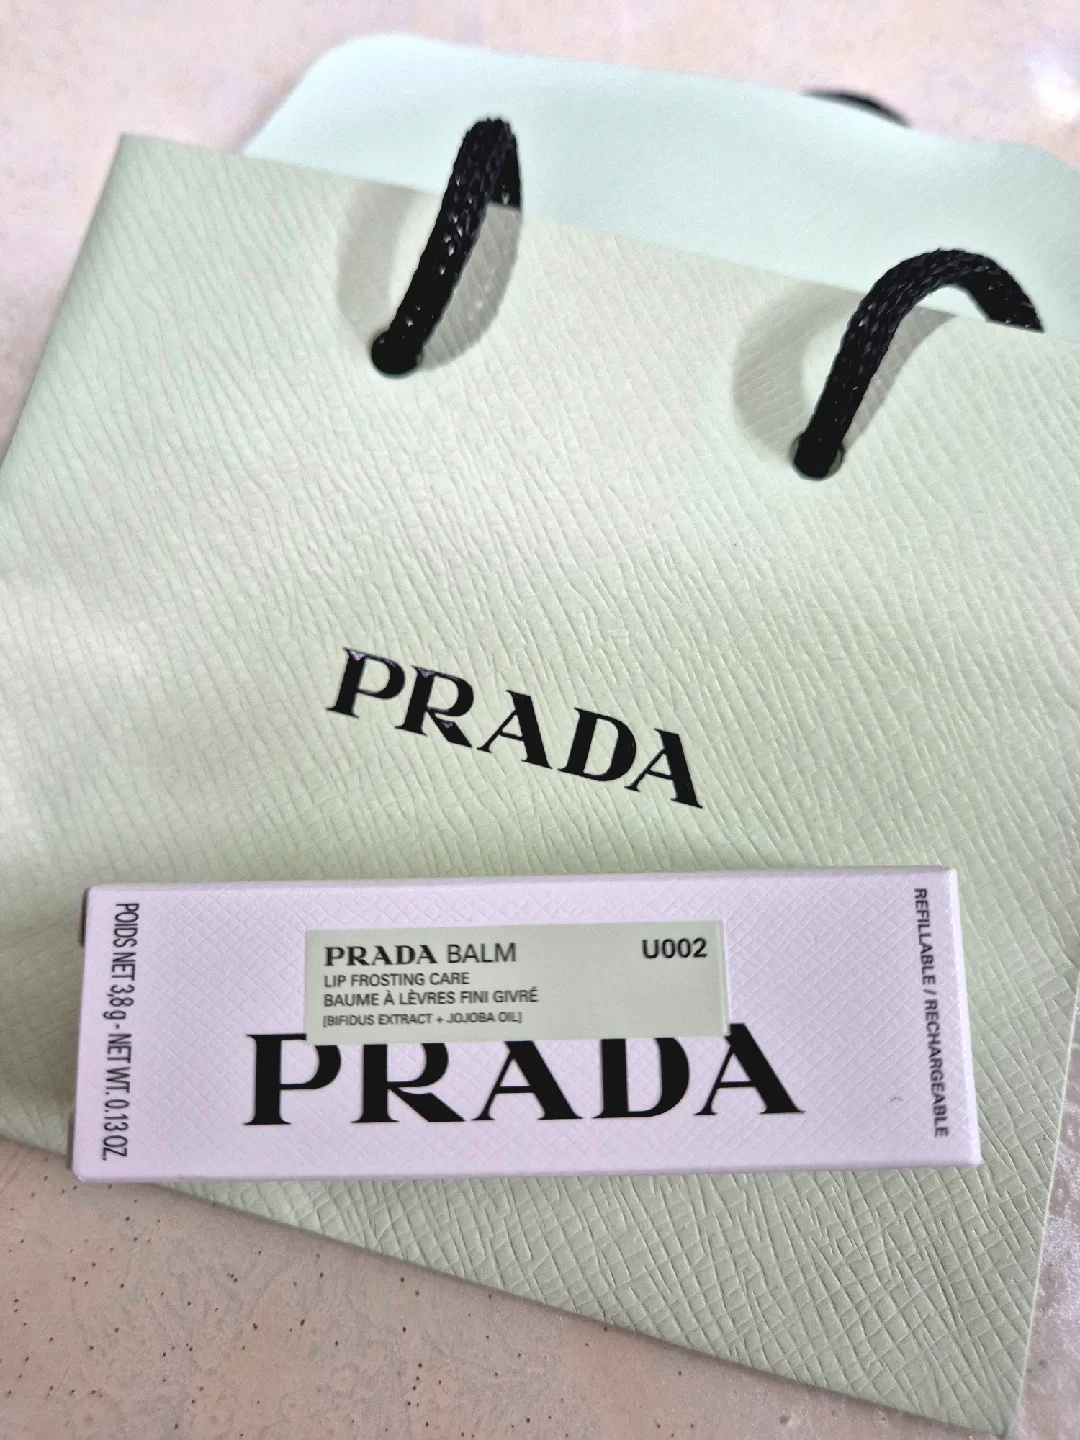 PRADA
PRADA BALM
U002
LIP FROSTING CARE
BAUME À LÈVRES FINI GIVRÉ
[BIFIDUS EXTRACT + JOJOBA OIL]
PRADA
POIDS NET 3,8 g - NET WT. 0.13 OZ.
REFILLABLE / RECHARGEABLE